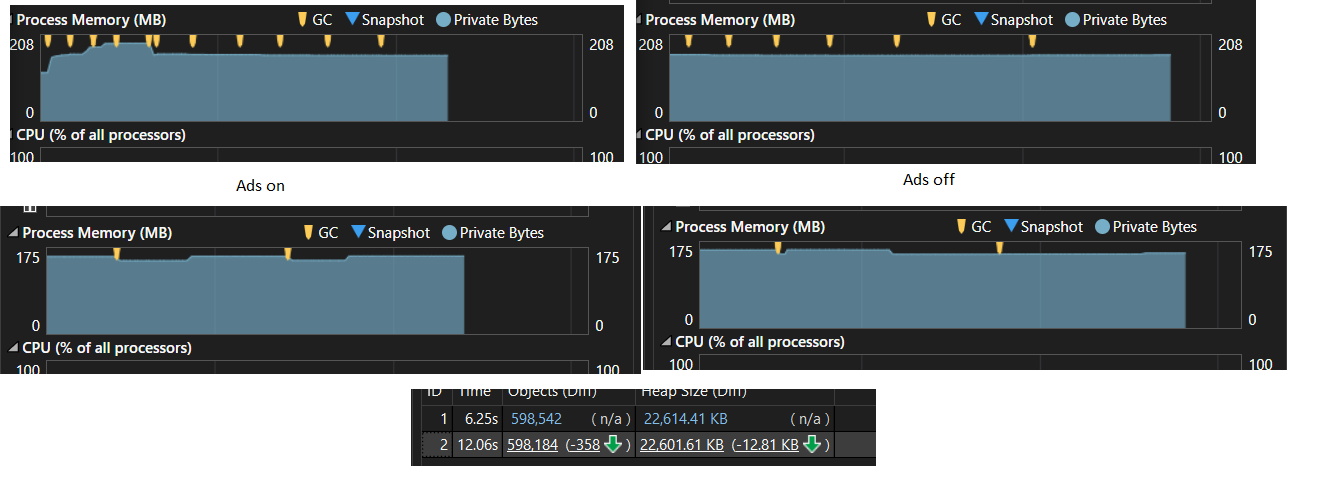 Process Memory (MB) GC Snapshot Private Bytes
208 208
0 0
CPU (% of all processors)
100 100
Process Memory (MB) GC Snapshot Private Bytes
208 208
0 0
CPU (% of all processors)
100 100
Ads on
Ads off
Process Memory (MB) GC Snapshot Private Bytes
175 175
0 0
CPU (% of all processors)
100 100
Process Memory (MB) GC Snapshot Private Bytes
175 175
0 0
CPU (% of all processors)
100 100
ID Time Objects (Diff) Heap Size (Diff)
1 6.25s 598,542 ( n/a ) 22,614.41 KB ( n/a )
2 12.06s 598,184 (-358 ) 22,601.61 KB (-12.81 KB )